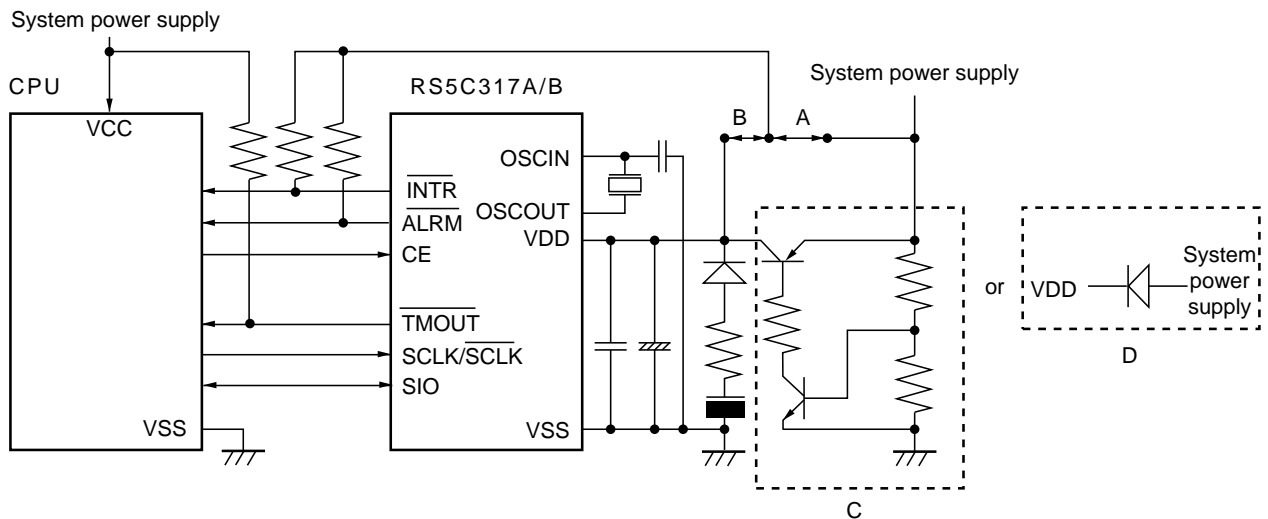 System power supply
CPU
RS5C317A/B
System power supply
B
A
VCC
OSCIN
INTR
OSCOUT
ALRM
VDD
CE
System
power
supply
or
VDD
TMOUT
D
SCLK/SCLK
SIO
VSS
VSS
C